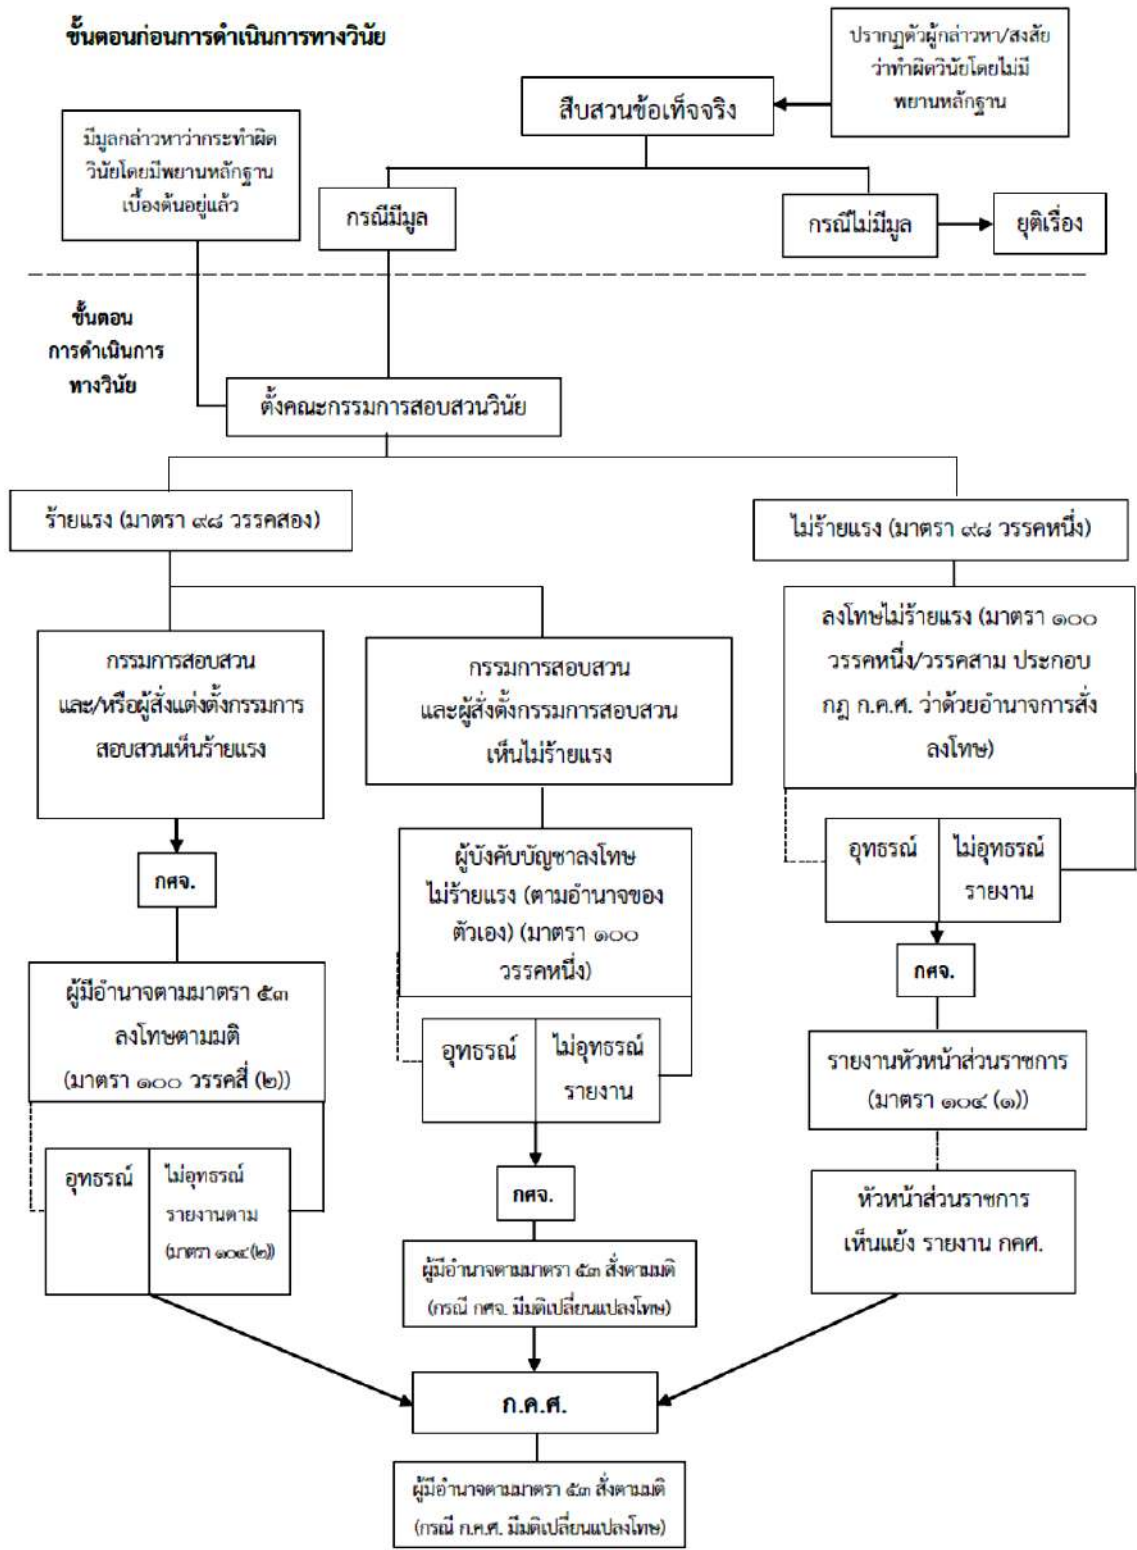 ขั้นตอนก่อนการดำเนินการทางวินัย
ปรากฏตัวผู้กล่าวหา/สงสัย
ว่าทำผิดวินัยโดยไม่มี
พยานหลักฐาน
สืบสวนข้อเท็จจริง
มีมูลกล่าวหาว่ากระทำผิด
วินัยโดยมีพยานหลักฐาน
เบื้องต้นอยู่แล้ว
กรณีมีมูล
กรณีไม่มีมูล
ยุติเรื่อง
ขั้นตอน
การดำเนินการ
ทางวินัย
ตั้งคณะกรรมการสอบสวนวินัย
ร้ายแรง (มาตรา ๙๘ วรรคสอง)
ไม่ร้ายแรง (มาตรา ๙๘ วรรคหนึ่ง)
กรรมการสอบสวน
และ/หรือผู้สั่งแต่งตั้งกรรมการ
สอบสวนเห็นร้ายแรง
กรรมการสอบสวน
และผู้สั่งตั้งกรรมการสอบสวน
เห็นไม่ร้ายแรง
ลงโทษไม่ร้ายแรง (มาตรา ๑๐๐
วรรคหนึ่ง/วรรคสาม ประกอบ
กฎ ก.ค.ศ. ว่าด้วยอำนาจการสั่ง
ลงโทษ)
กศจ.
ผู้บังคับบัญชาลงโทษ
ไม่ร้ายแรง (ตามอำนาจของ
ตัวเอง) (มาตรา ๑๐๐
วรรคหนึ่ง)
อุทธรณ์
ไม่อุทธรณ์
รายงาน
กศจ.
ผู้มีอำนาจตามมาตรา ๕๓
ลงโทษตามมติ
(มาตรา ๑๐๐ วรรคสี่ (๒))
อุทธรณ์
ไม่อุทธรณ์
รายงาน
รายงานหัวหน้าส่วนราชการ
(มาตรา ๑๐๔ (๑))
อุทธรณ์
ไม่อุทธรณ์
รายงานตาม
(มาตรา ๑๐๔ (๒))
กศจ.
หัวหน้าส่วนราชการ
เห็นแย้ง รายงาน กคศ.
ผู้มีอำนาจตามมาตรา ๕๓ สั่งตามมติ
(กรณี กศจ. มีมติเปลี่ยนแปลงโทษ)
ก.ค.ศ.
ผู้มีอำนาจตามมาตรา ๕๓ สั่งตามมติ
(กรณี ก.ค.ศ. มีมติเปลี่ยนแปลงโทษ)